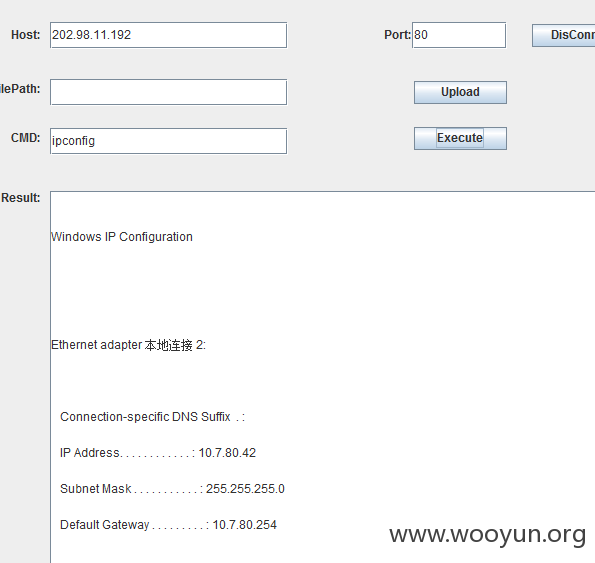 Host: 202.98.11.192 Port: 80 DisConn
lePath: Upload
CMD: ipconfig Execute
Result:
Windows IP Configuration
Ethernet adapter 本地连接 2:
Connection-specific DNS Suffix . :
IP Address. . . . . . . . . . . . : 10.7.80.42
Subnet Mask . . . . . . . . . . . : 255.255.255.0
Default Gateway . . . . . . . . . : 10.7.80.254
www.wooyun.org